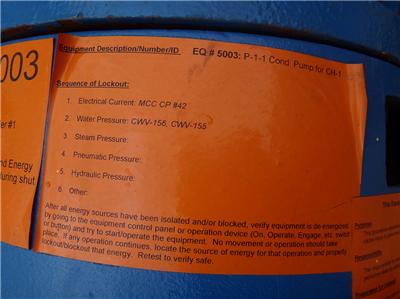 003
#1
nd Energy
uring shut
Equipment Description/Number/ID EQ # 5003: P-1-1 Cond. Pump for CH-1
Sequence of Lockout:
1. Electrical Current: MCC CP #42
2. Water Pressure: CWV-156, CWV-155
3. Steam Pressure:
4. Pneumatic Pressure:
5. Hydraulic Pressure:
6. Other:
After all energy sources have been isolated and/or blocked, verify equipment is de-energized
by going to the equipment control panel or operation device (On, Operate, Engage, etc. switch
or button) and try to start/operate the equipment. No movement or operation should take
place. If any operation continues, locate the source of energy for that operation and properly
lockout/blockout that energy. Retest to verify safe.
Purpose
Responsibility